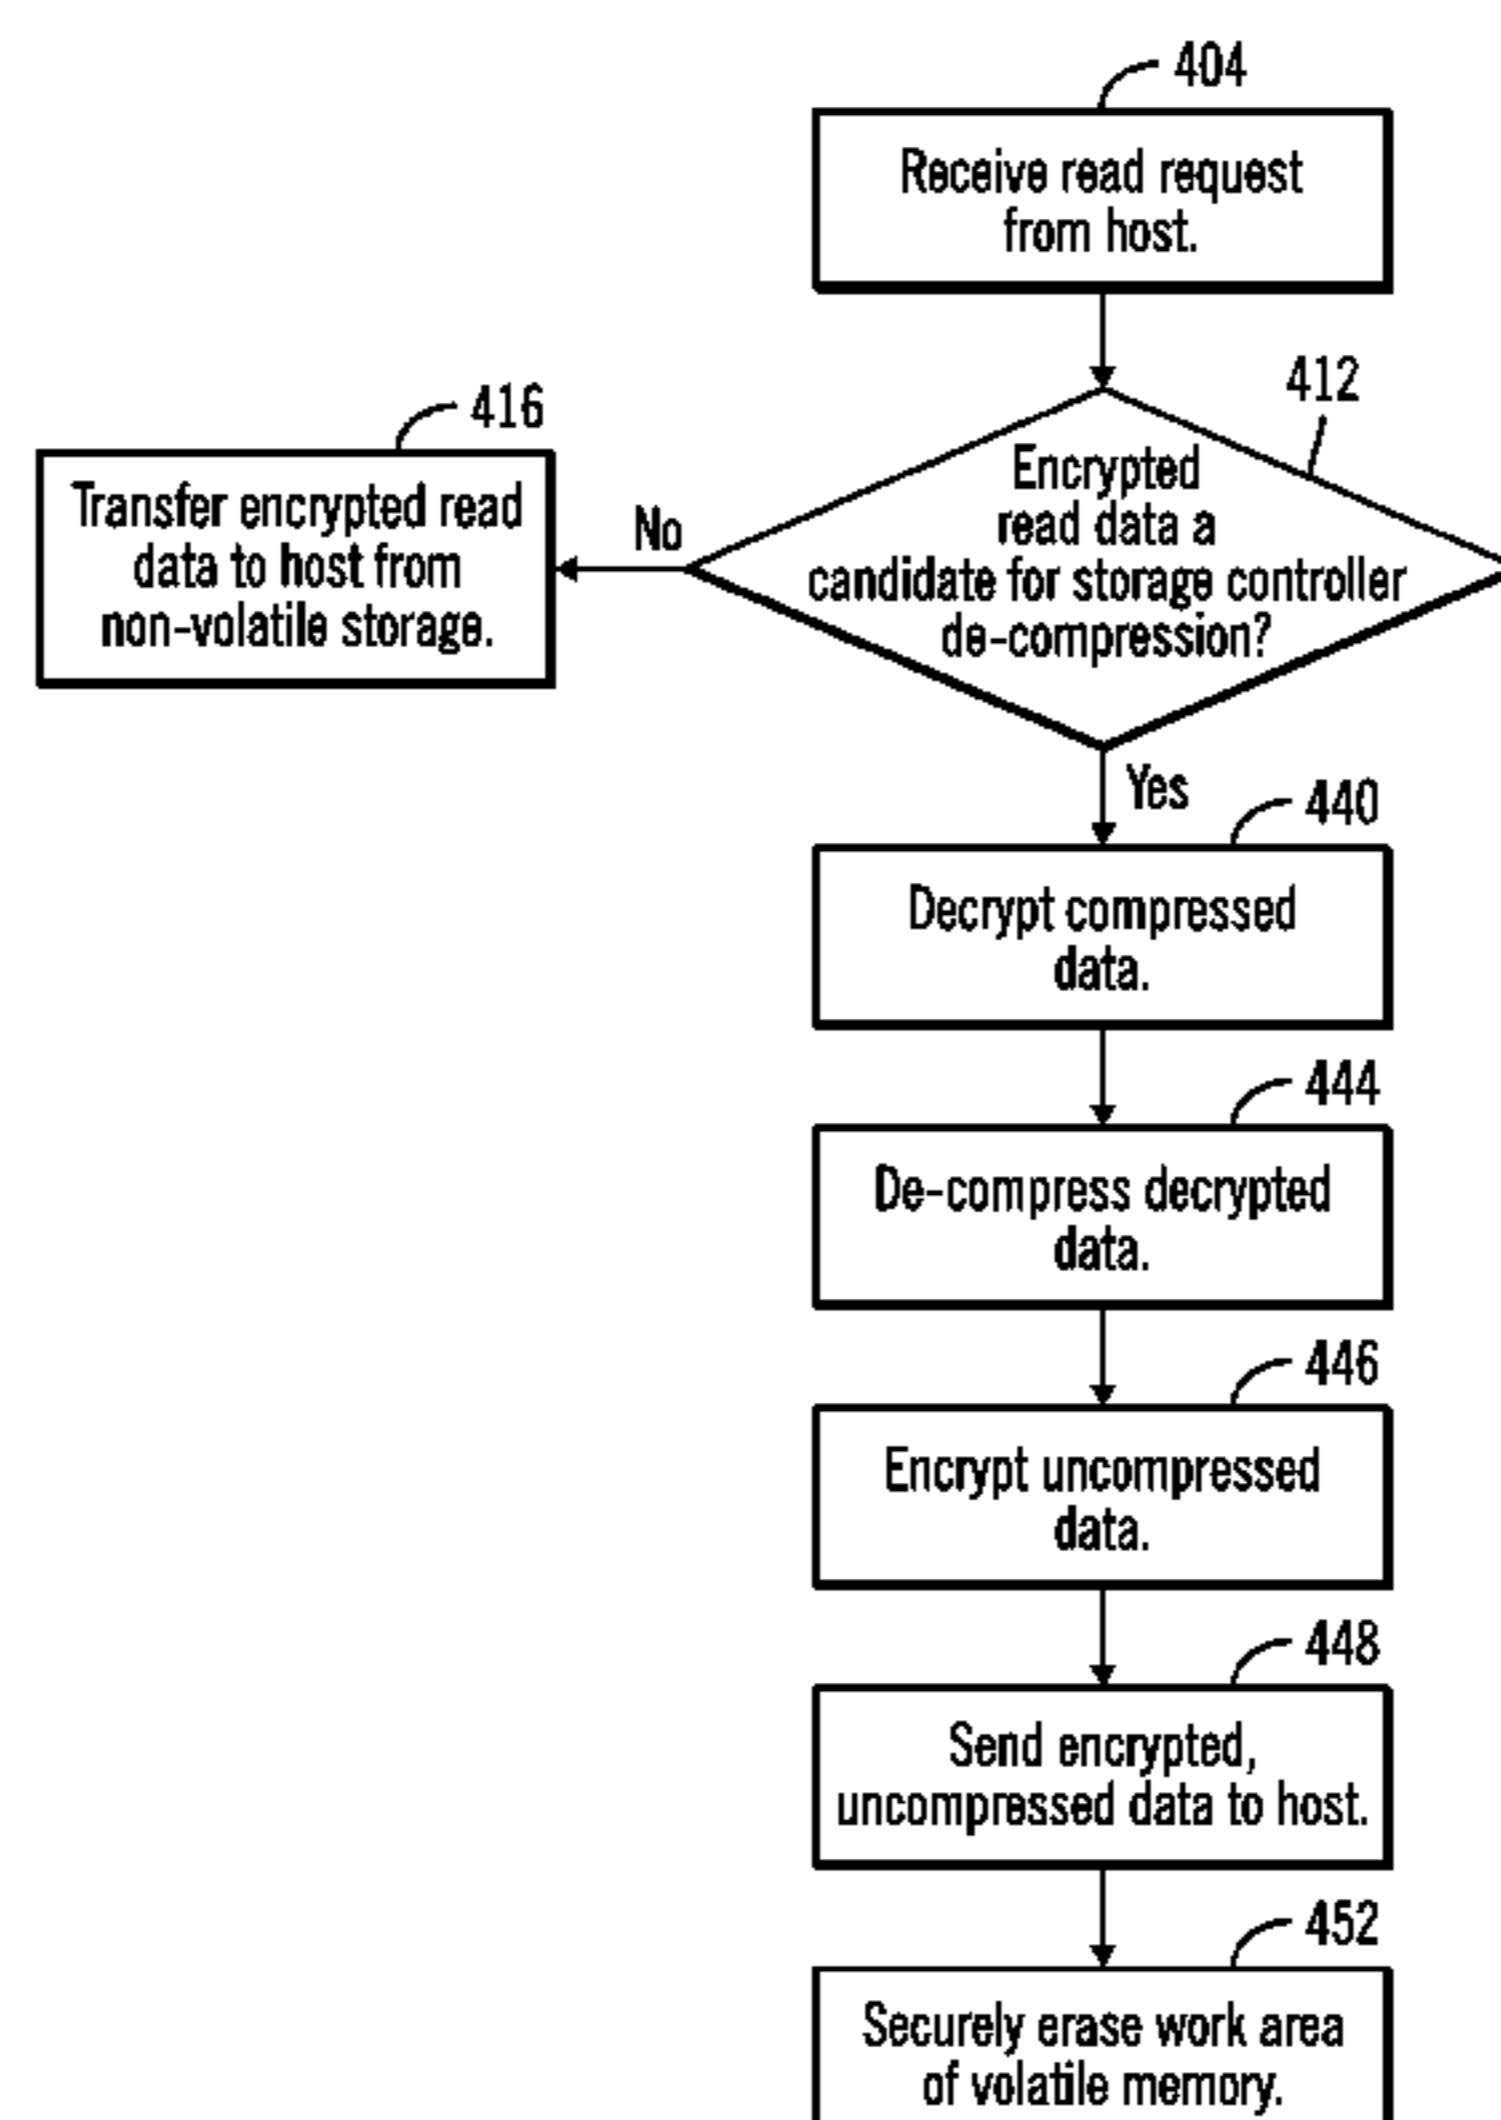 404
Receive read request
from host.
412
416
Encrypted
read data a
candidate for storage controller
de-compression?
No
Transfer encrypted read
data to host from
non-volatile storage.
Yes
440
Decrypt compressed
data.
444
De-compress decrypted
data.
446
Encrypt uncompressed
data.
448
Send encrypted,
uncompressed data to host.
452
Securely erase work area
of volatile memory.